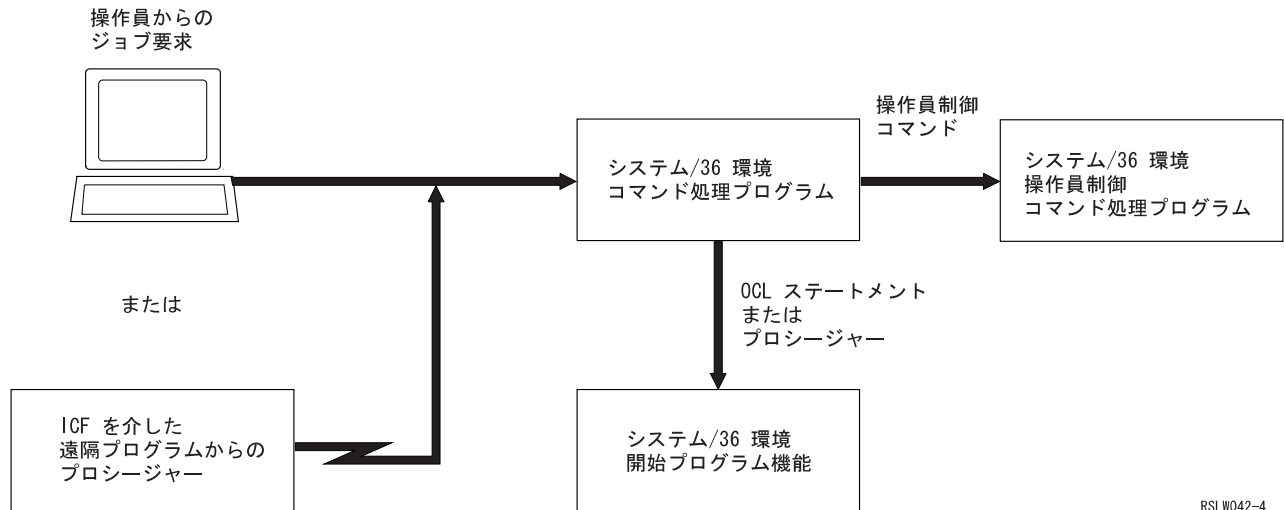 操作員からの
ジョブ要求
操作員制御
コマンド
システム/36 環境
コマンド処理プログラム
システム/36 環境
操作員制御
コマンド処理プログラム
または
OCL ステートメント
または
プロシージャー
ICF を介した
遠隔プログラムからの
プロシージャー
システム/36 環境
開始プログラム機能
RSLW042-4